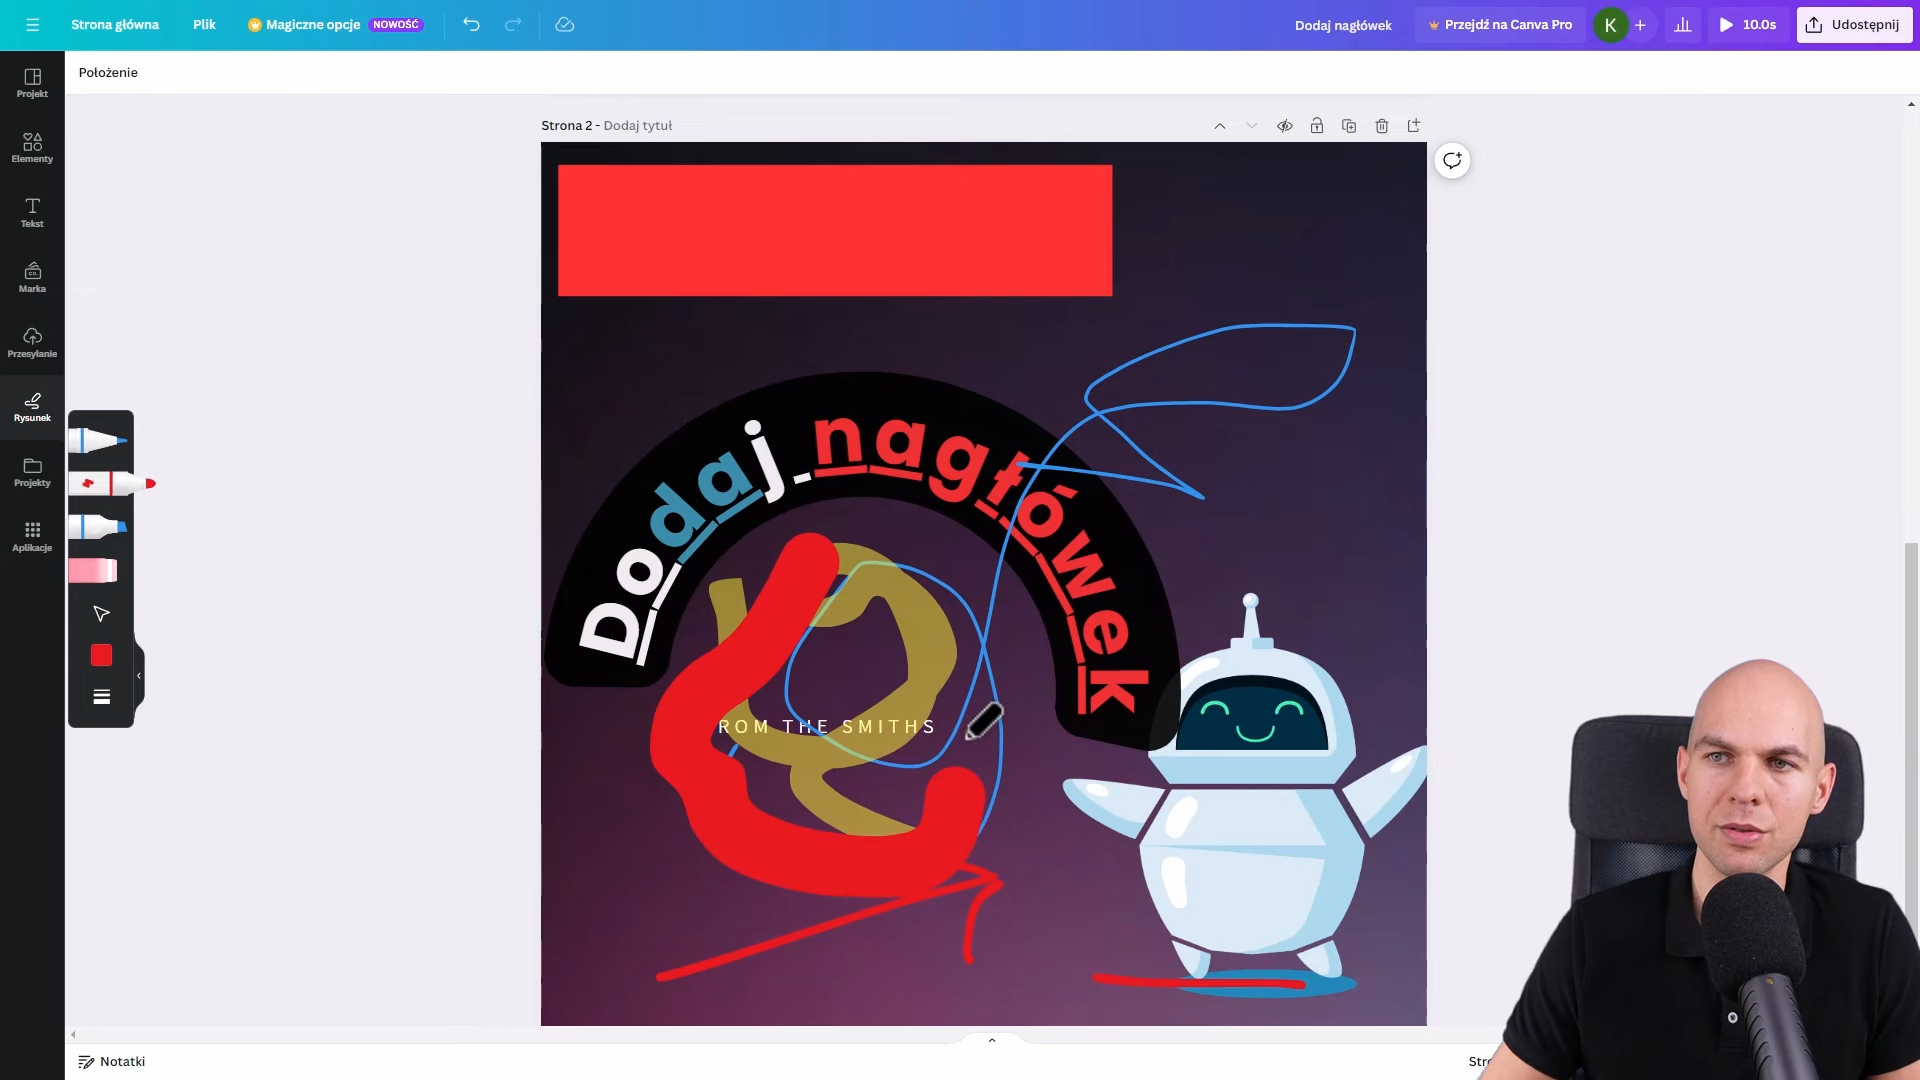 Strona główna
Plik
Magiczne opcje NOWOŚĆ
Dodaj nagłówek
Przejdź na Canva Pro
K
10.0s
Udostępnij
Projekt
Elementy
Tekst
CO.
Marka
Przesyłanie
Rysunek
Projekty
Aplikacje
Położenie
Strona 2 - Dodaj tytuł
Dodaj nagłówek
ROM THE SMITHS
Notatki